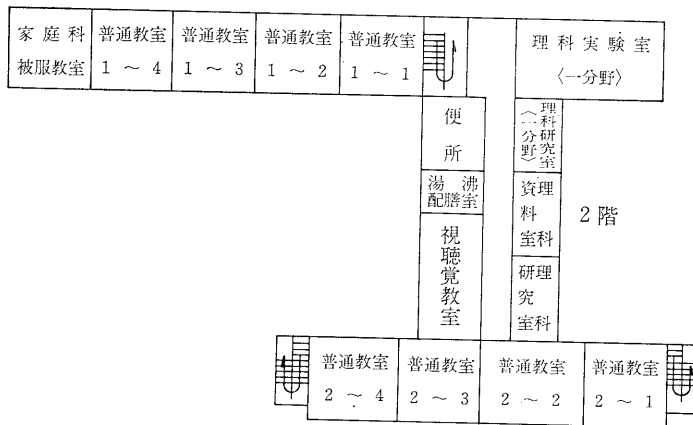 家庭科
被服教室
普通教室
1～4
普通教室
1～3
普通教室
1～2
普通教室
1～1
理科実験室
〈一分野〉
便所
理科研究室
〈一分野〉
湯沸
配膳室
理科
資料室
2階
視聴覚教室
理科
研究室
普通教室
2～4
普通教室
2～3
普通教室
2～2
普通教室
2～1